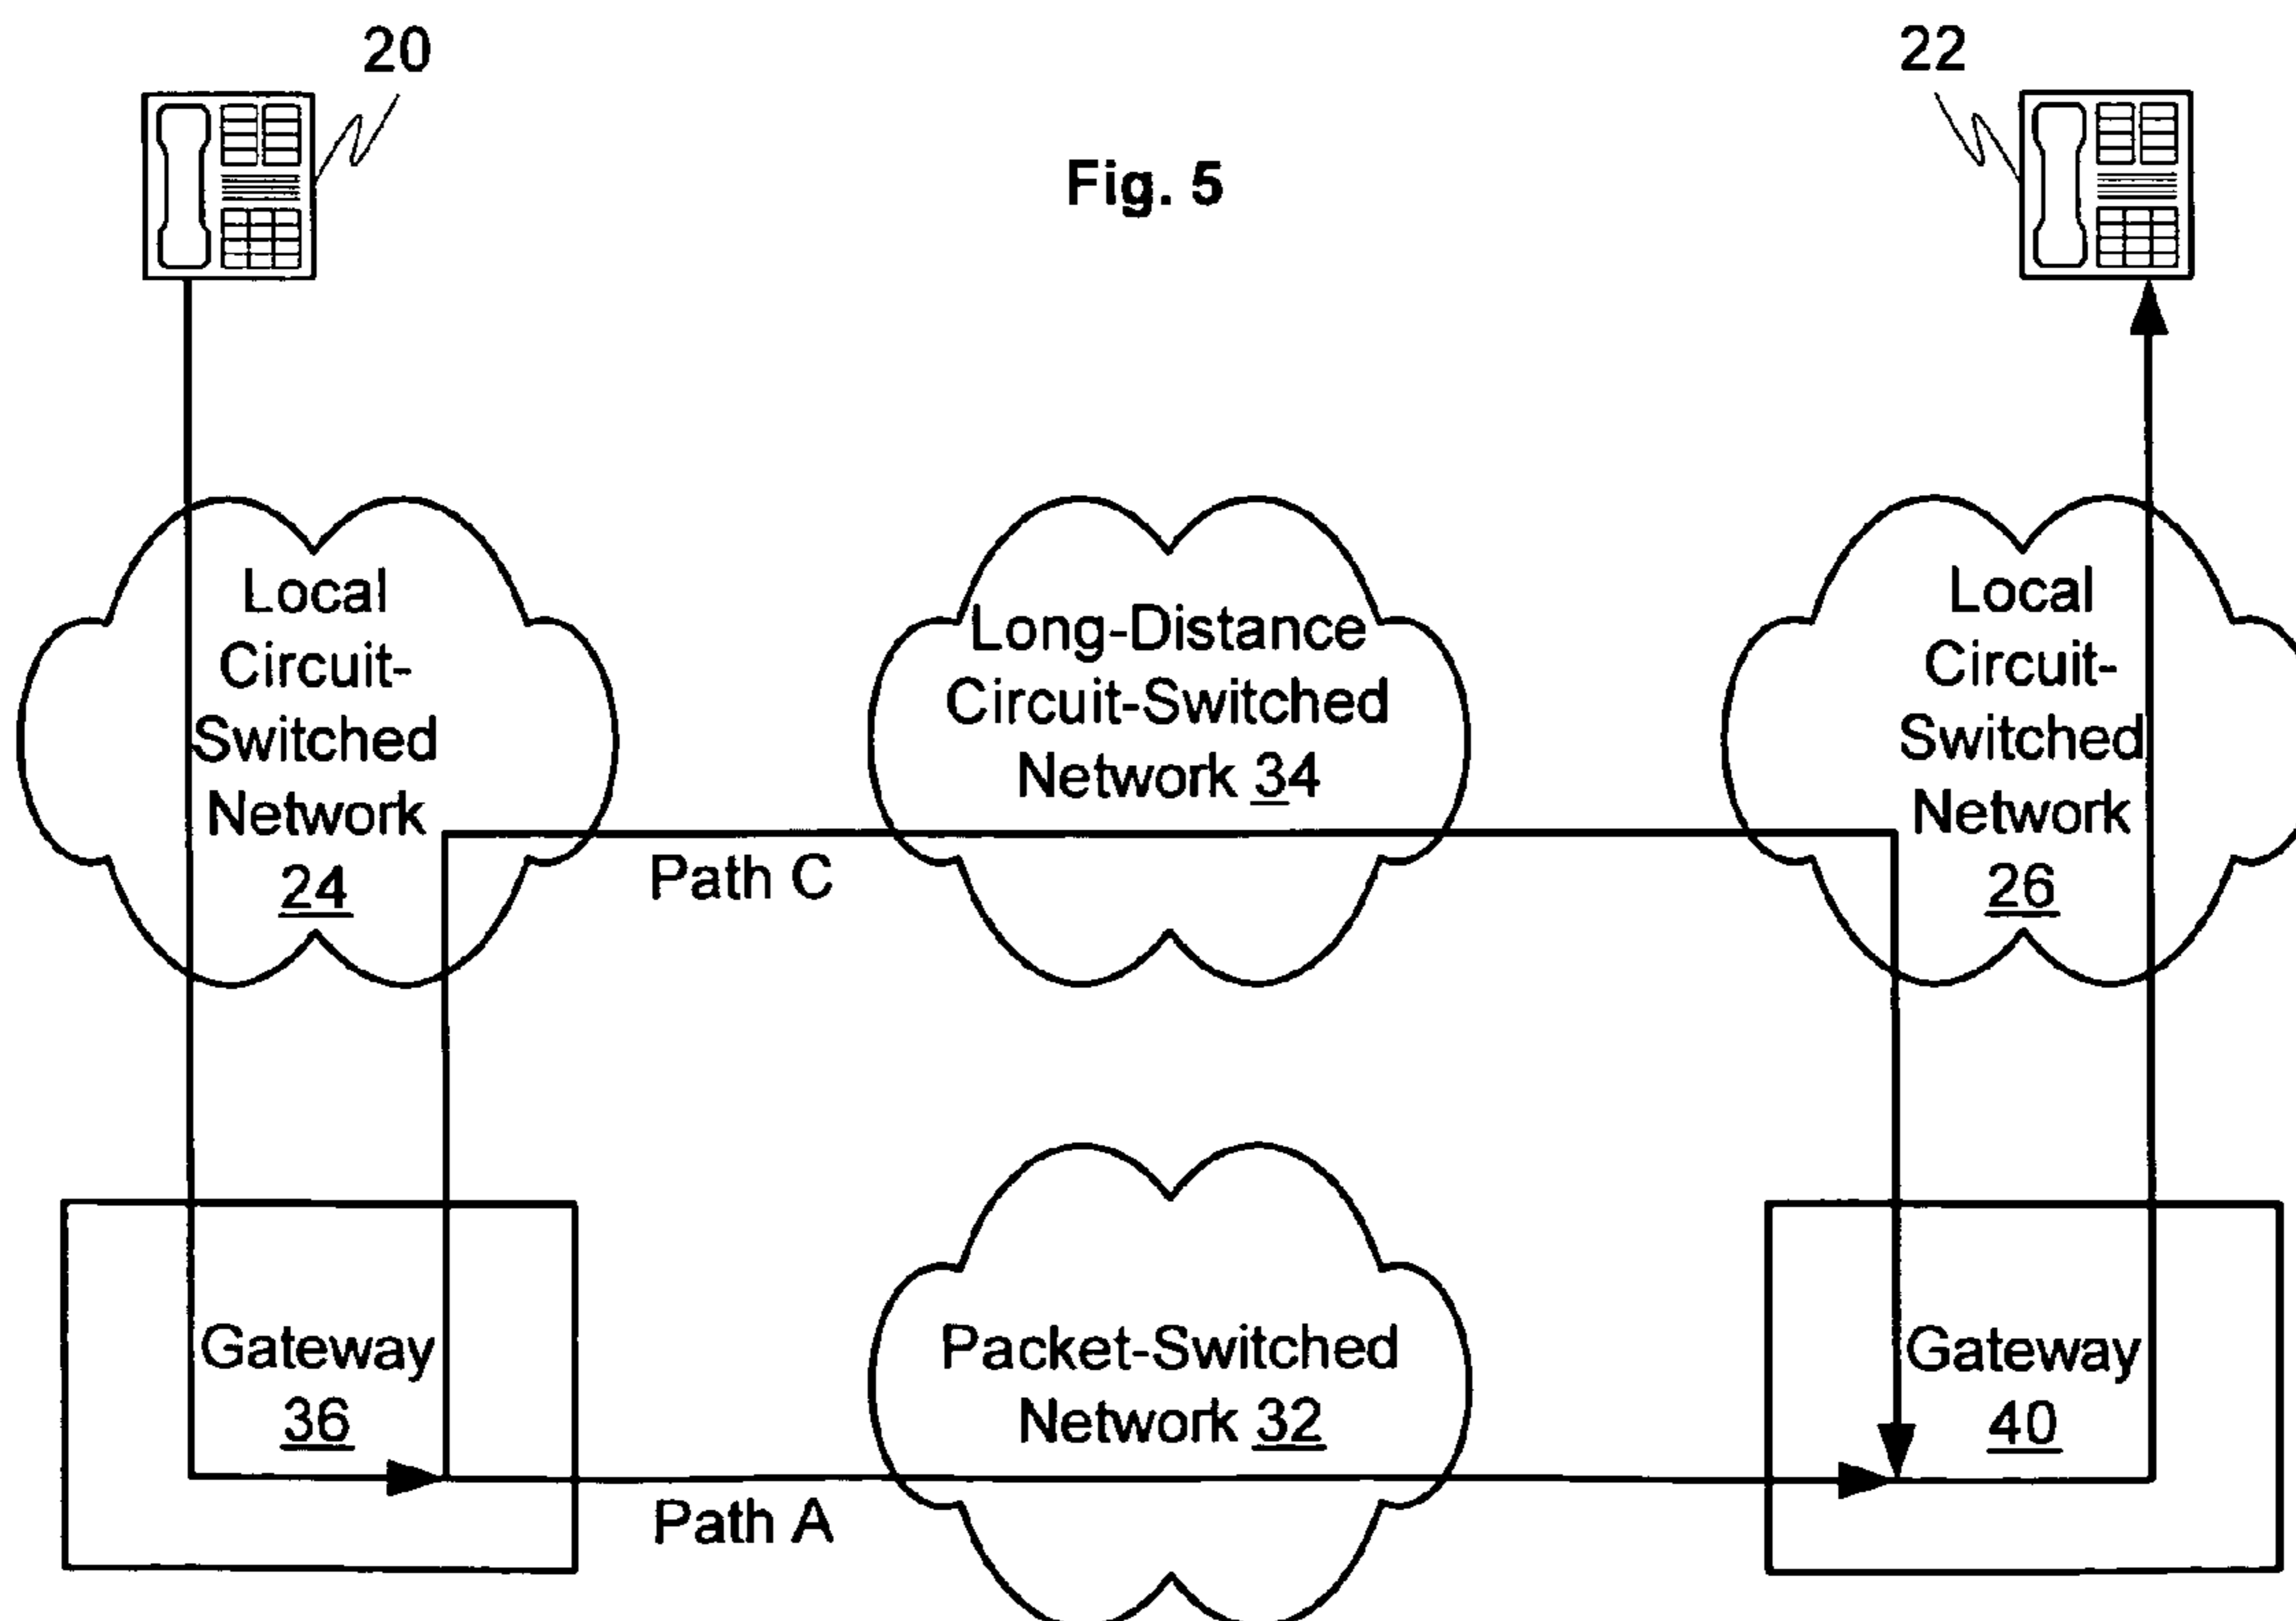 20
22
Fig. 5
Local
Circuit-
Switched
Network
24
Long-Distance
Circuit-Switched
Network 34
Local
Circuit-
Switched
Network
26
Path C
Gateway
36
Packet-Switched
Network 32
Gateway
40
Path A